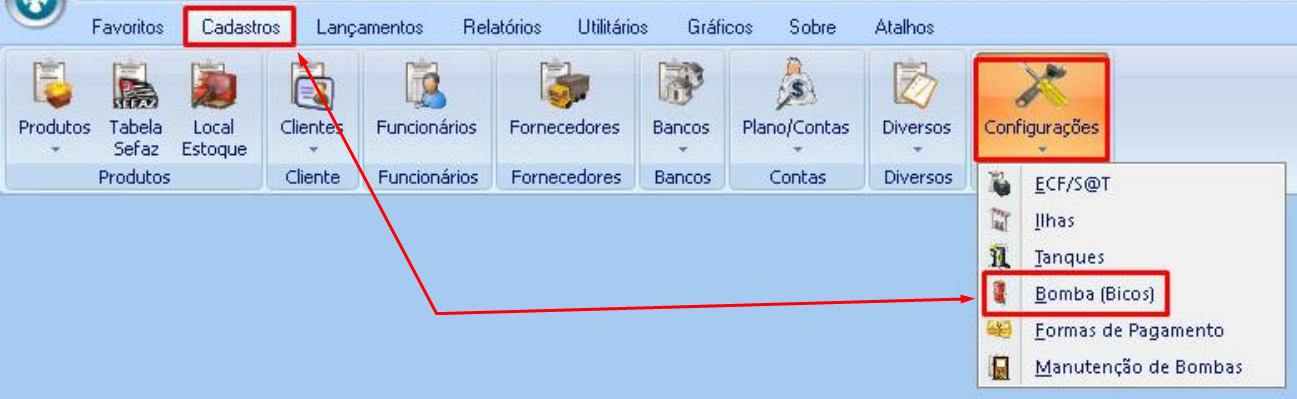 Favoritos Cadastros Lançamentos Relatórios Utilitários Gráficos Sobre Atalhos
Produtos Tabela Sefaz Local Estoque Clientes Funcionários Fornecedores Bancos Plano/Contas Diversos Configurações
SEFAZ
Produtos Cliente Funcionários Fornecedores Bancos Contas Diversos
ECF/S@T
Ilhas
Tanques
Bomba (Bicos)
Formas de Pagamento
Manutenção de Bombas